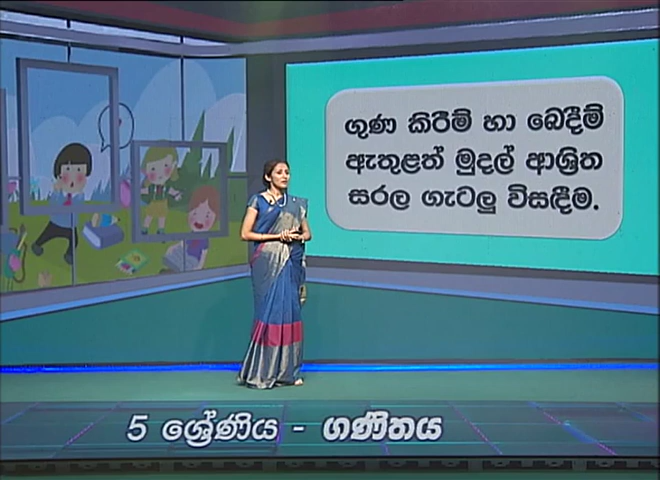 ගුණ කිරීම් හා බෙදීම්
ඇතුළත් මුදල් ආශ්‍රිත
සරල ගැටලු විසඳීම.
5 ශ්‍රේණිය - ගණිතය